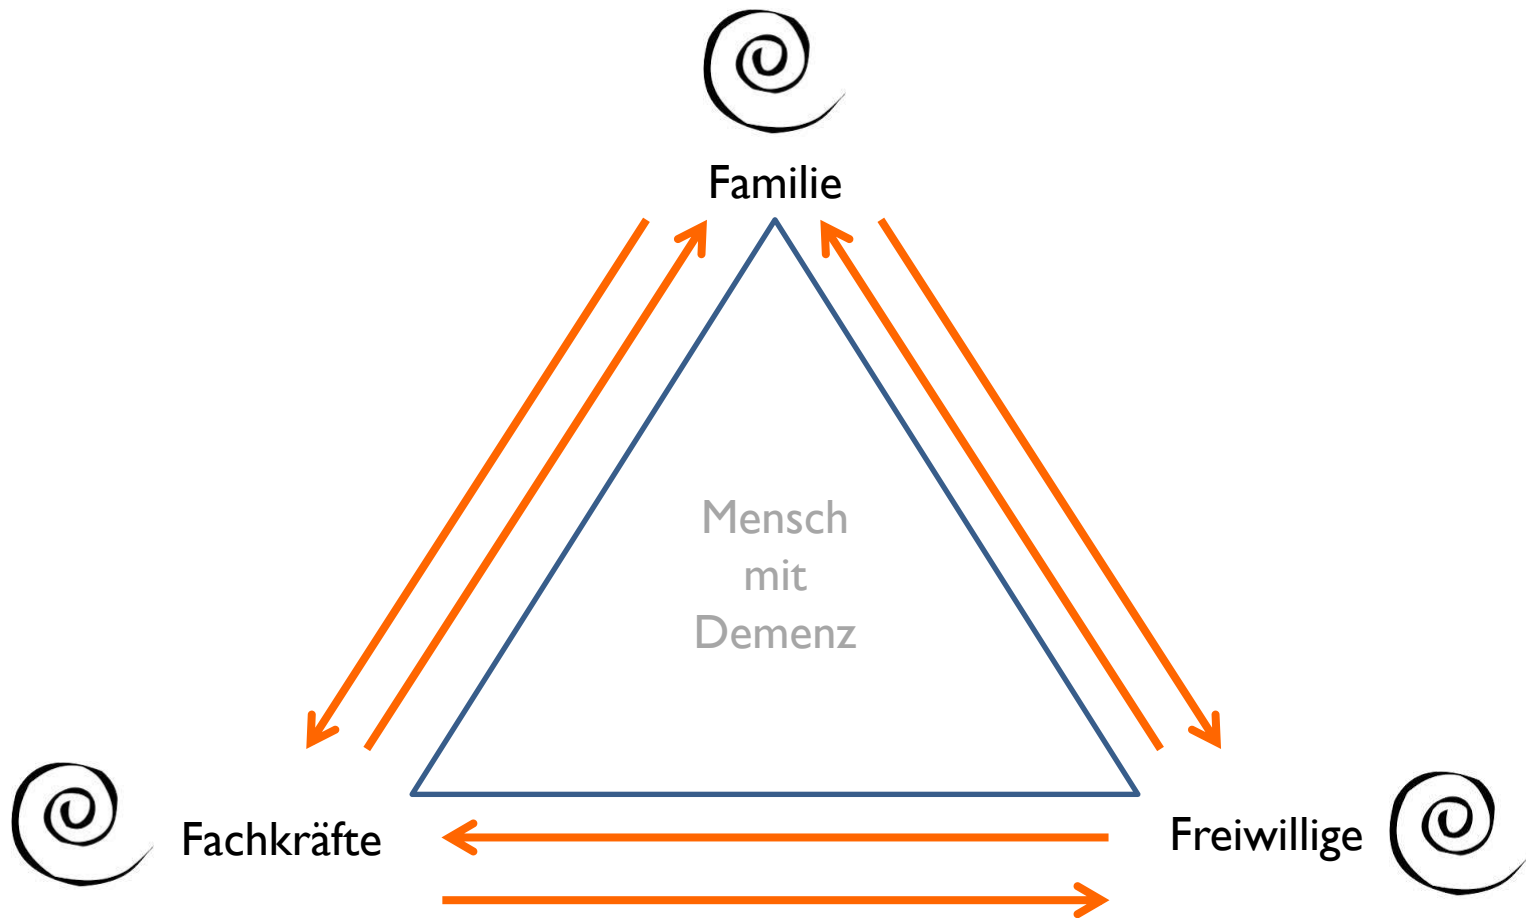 Familie
Mensch
mit
Demenz
Fachkräfte
Freiwillige